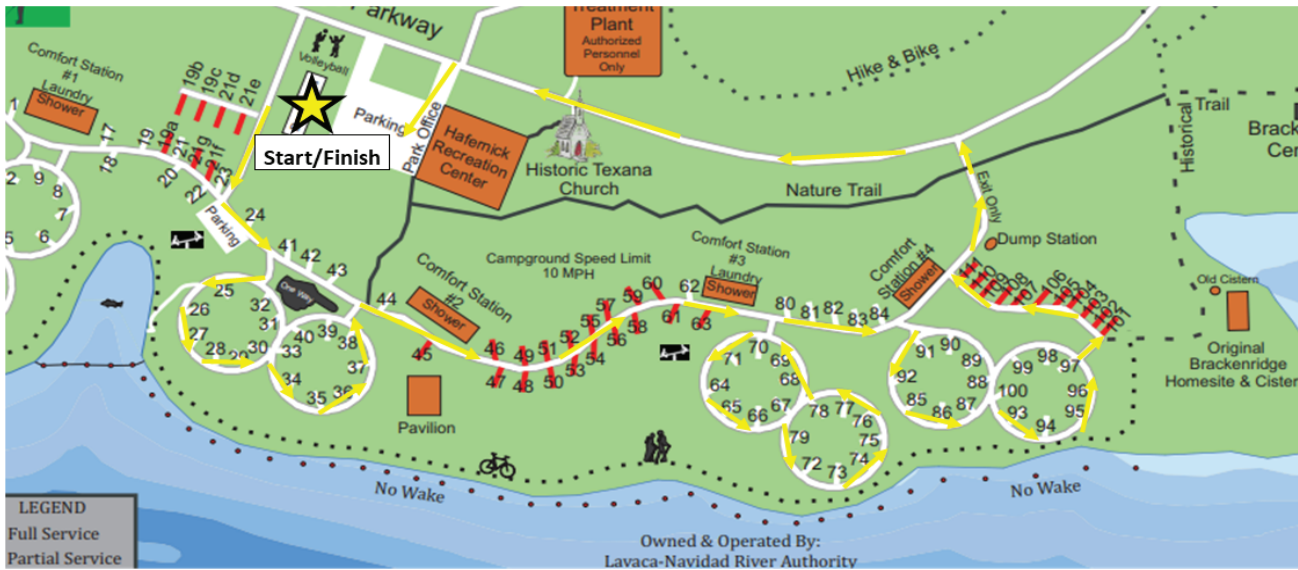 Parkway
Treatment
Plant
Authorized
Personnel
Only
Hike & Bike
Comfort Station
#1
Laundry
Shower
19b
19c
21d
21e
Volleyball
Parking
Park Office
Start/Finish
Hafernick
Recreation
Center
Historic Texana
Church
Nature Trail
Historical
Trail
Exit Only
1
17
18
19
19a
21
21g
21f
20
22
23
2
9
8
7
6
5
Parking
24
41
42
43
44
One Way
Comfort Station
#2
Shower
Campground Speed Limit
10 MPH
Comfort Station
#3
Laundry
Shower
Comfort
Station #4
Shower
Dump Station
Old Cistern
Original
Brackenridge
Homesite & Cistern
25
26
27
28
29
30
31
32
33
34
35
36
37
38
39
40
45
46
47
48
49
50
51
52
53
54
55
56
57
58
59
60
61
62
63
64
65
66
67
68
69
70
71
72
73
74
75
76
77
78
79
80
81
82
83
84
85
86
87
88
89
90
91
92
93
94
95
96
97
98
99
100
106
Pavilion
No Wake
No Wake
LEGEND
Full Service
Partial Service
Owned & Operated By:
Lavaca-Navidad River Authority